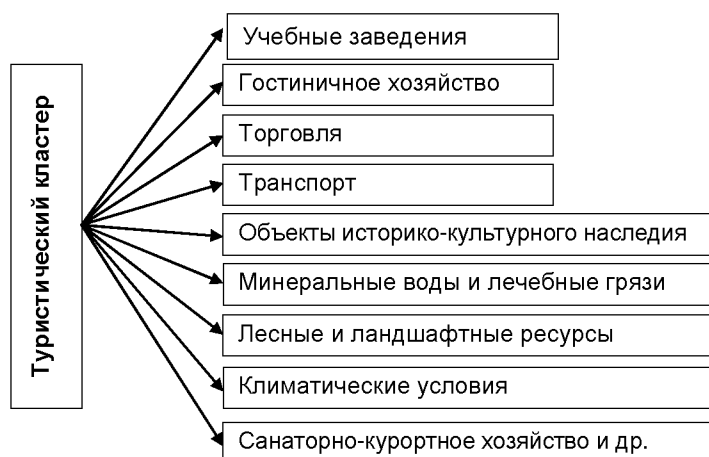 Туристический кластер
Учебные заведения
Гостиничное хозяйство
Торговля
Транспорт
Объекты историко-культурного наследия
Минеральные воды и лечебные грязи
Лесные и ландшафтные ресурсы
Климатические условия
Санаторно-курортное хозяйство и др.